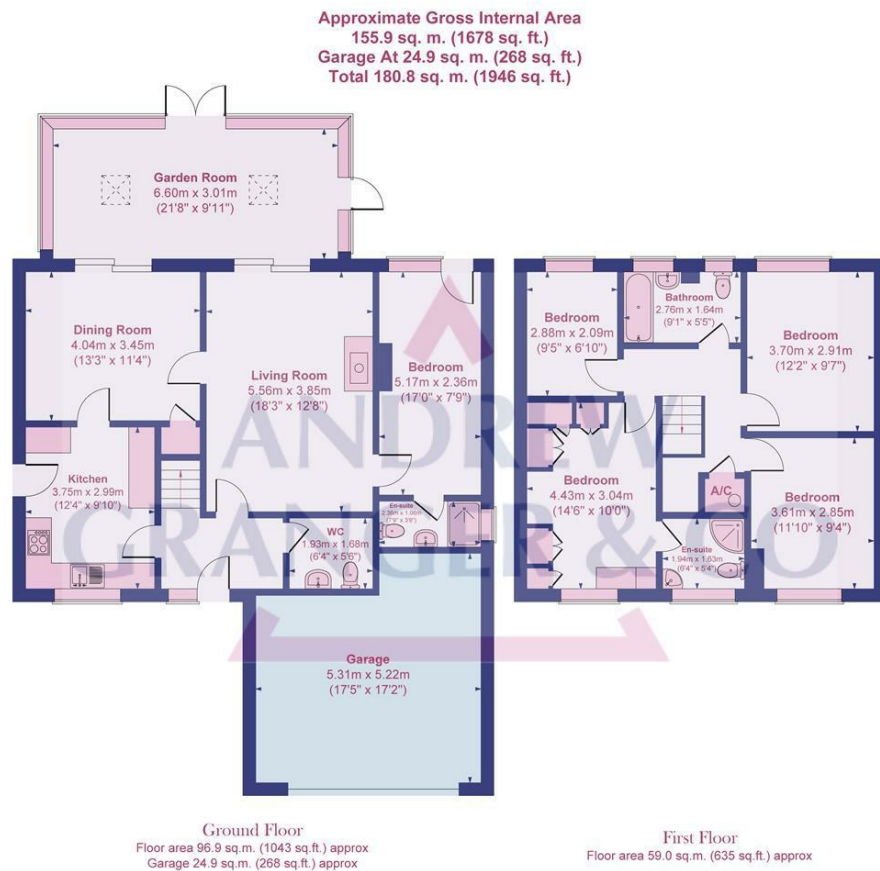 Approximate Gross Internal Area
155.9 sq. m. (1678 sq. ft.)
Garage At 24.9 sq. m. (268 sq. ft.)
Total 180.8 sq. m. (1946 sq. ft.)
Garden Room
6.60m x 3.01m
(21'8" x 9'11")
Dining Room
4.04m x 3.45m
(13'3" x 11'4")
Living Room
5.56m x 3.85m
(18'3" x 12'8")
Bedroom
5.17m x 2.36m
(17'0" x 7'9")
Kitchen
3.75m x 2.99m
(12'4" x 9'10")
WC
1.93m x 1.68m
(6'4" x 5'6")
En-suite
Garage
5.31m x 5.22m
(17'5" x 17'2")
Bedroom
2.88m x 2.09m
(9'5" x 6'10")
Bathroom
2.76m x 1.64m
(9'1" x 5'5")
Bedroom
3.70m x 2.91m
(12'2" x 9'7")
Bedroom
4.43m x 3.04m
(14'6" x 10'0")
A/C
Bedroom
3.61m x 2.85m
(11'10" x 9'4")
En-suite
1.94m x 1.63m
(6'4" x 5'4")
ANDREW
GRANGER & CO
Ground Floor
Floor area 96.9 sq.m. (1043 sq.ft.) approx
Garage 24.9 sq.m. (268 sq.ft.) approx
First Floor
Floor area 59.0 sq.m. (635 sq.ft.) approx